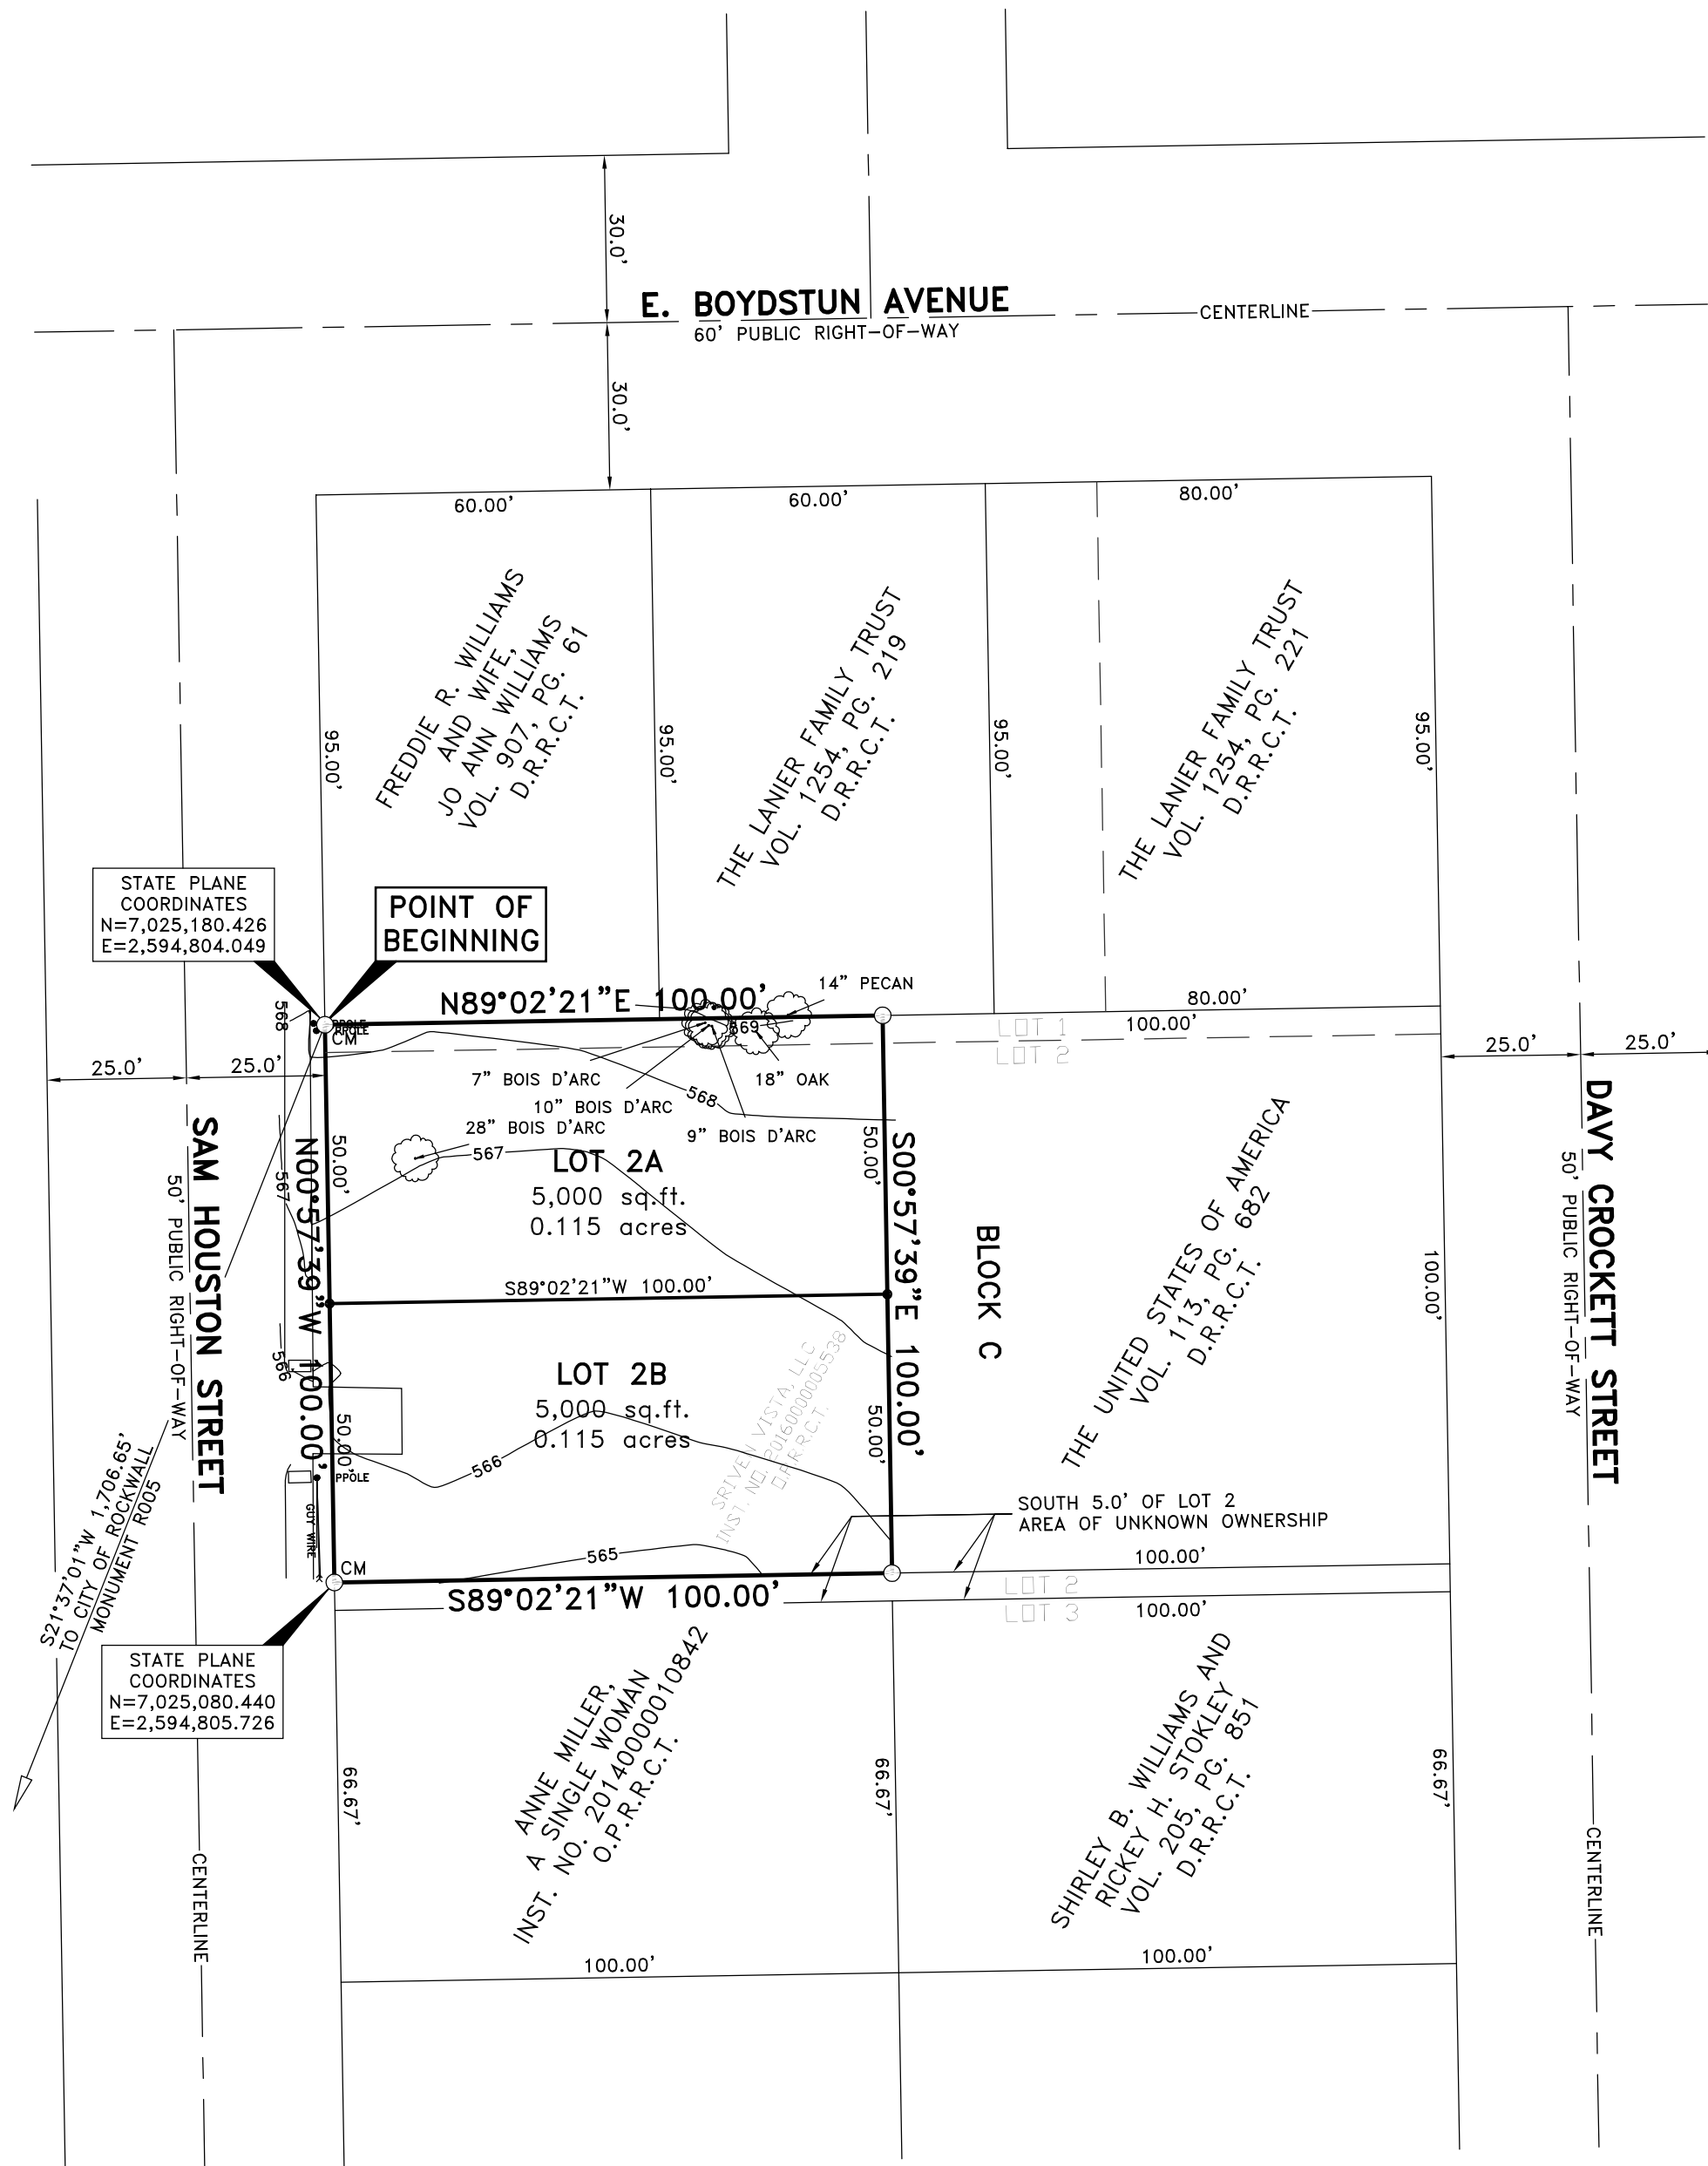 30.0'
E. BOYDSTUN AVENUE
60' PUBLIC RIGHT-OF-WAY
CENTERLINE
30.0'
60.00'
60.00'
80.00'
FREDDIE R. WILLIAMS
AND WIFE,
JO ANN WILLIAMS
VOL. 907, PG. 61
D.R.R.C.T.
THE LANIER FAMILY TRUST
VOL. 1254, PG. 219
D.R.R.C.T.
THE LANIER FAMILY TRUST
VOL. 1254, PG. 221
D.R.R.C.T.
95.00'
95.00'
95.00'
95.00'
STATE PLANE
COORDINATES
N=7,025,180.426
E=2,594,804.049
POINT OF
BEGINNING
N89°02'21"E 100.00'
14" PECAN
80.00'
568
PPOLE
PPOLE
CM
569
LOT 1
100.00'
LOT 2
25.0'
25.0'
25.0'
25.0'
7" BOIS D'ARC
18" OAK
10" BOIS D'ARC
568
28" BOIS D'ARC
9" BOIS D'ARC
567
567
SAM HOUSTON STREET
50' PUBLIC RIGHT-OF-WAY
N00°57'39"W 100.00'
50.00'
LOT 2A
5,000 sq.ft.
0.115 acres
50.00'
S00°57'39"E 100.00'
BLOCK C
THE UNITED STATES OF AMERICA
VOL. 113, PG. 682
D.R.R.C.T.
100.00'
DAVY CROCKETT STREET
50' PUBLIC RIGHT-OF-WAY
S89°02'21"W 100.00'
566
LOT 2B
5,000 sq.ft.
0.115 acres
50.00'
50.00'
SRIVEN VISTA, LLC
INST. NO. 20160000005538
O.P.R.R.C.T.
566
PPOLE
GUY WIRE
S21°37'01"W 1,706.65'
TO CITY OF ROCKWALL
MONUMENT R005
SOUTH 5.0' OF LOT 2
AREA OF UNKNOWN OWNERSHIP
565
CM
100.00'
S89°02'21"W 100.00'
LOT 2
LOT 3
100.00'
STATE PLANE
COORDINATES
N=7,025,080.440
E=2,594,805.726
ANNE MILLER,
A SINGLE WOMAN
INST. NO. 20140000010842
O.P.R.R.C.T.
SHIRLEY B. WILLIAMS AND
RICKEY H. STOKLEY
VOL. 205, PG. 851
D.R.R.C.T.
66.67'
66.67'
66.67'
CENTERLINE
CENTERLINE
100.00'
100.00'